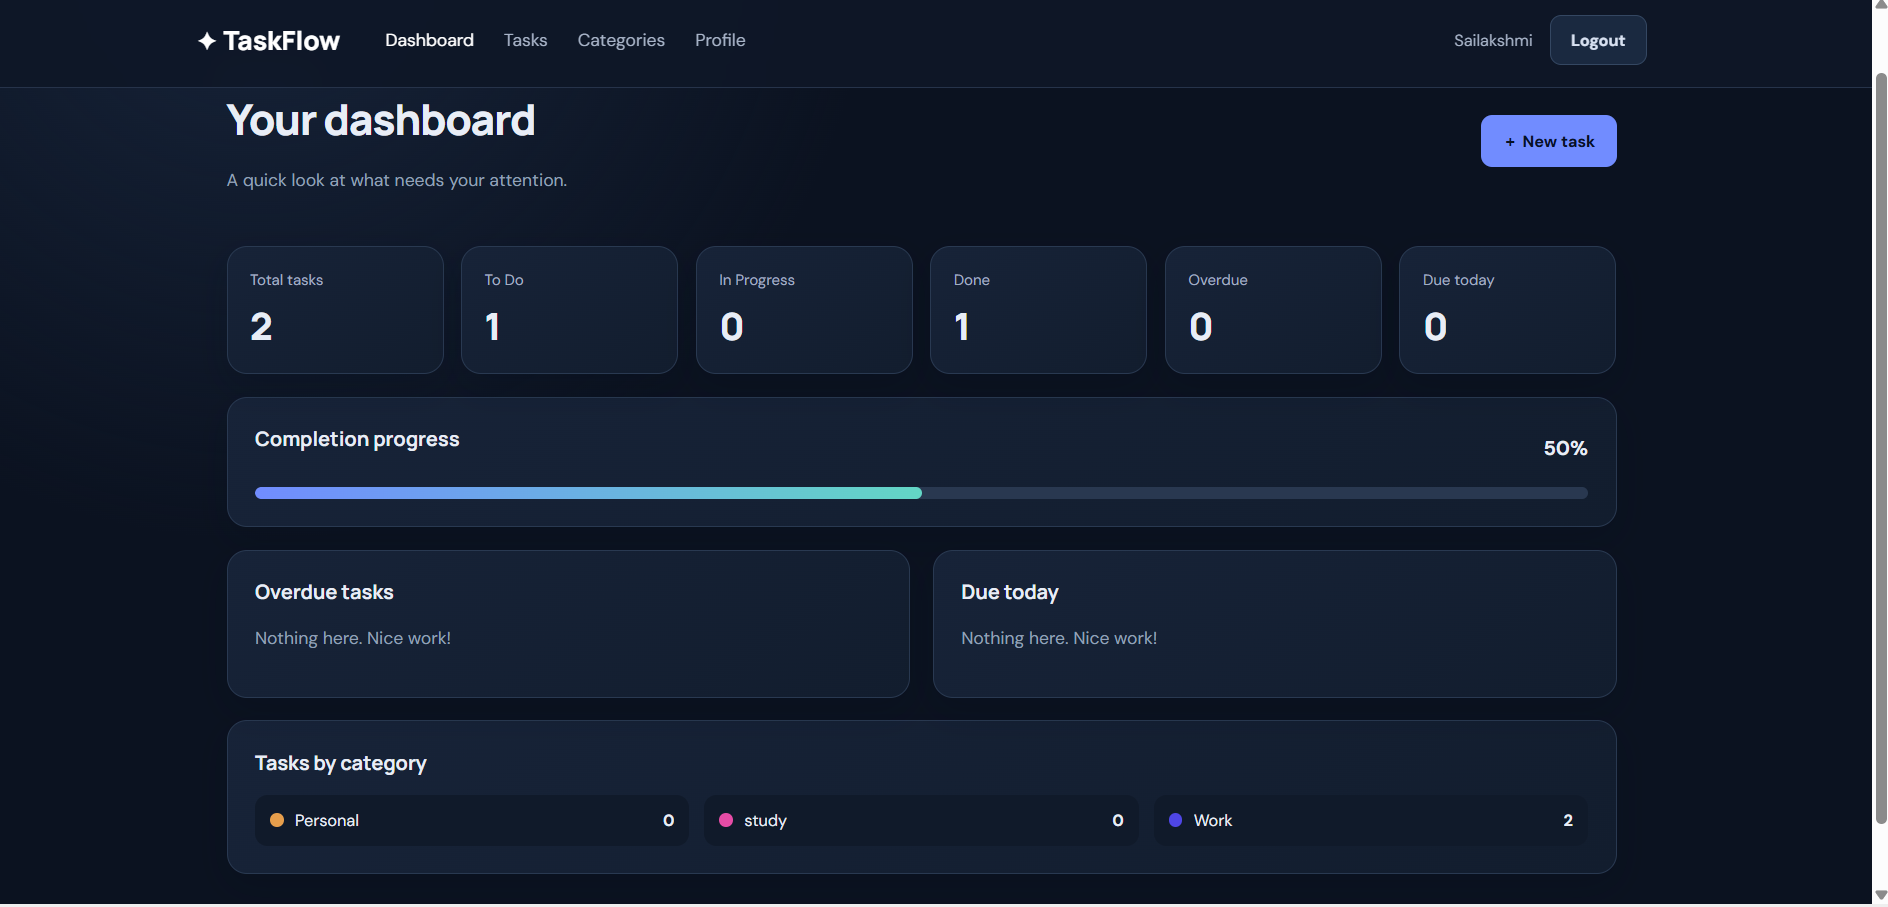 ✦ TaskFlow Dashboard Tasks Categories Profile Sailakshmi Logout
Your dashboard
+ New task
A quick look at what needs your attention.
Total tasks To Do In Progress Done Overdue Due today
2 1 0 1 0 0
Completion progress
50%
Overdue tasks Due today
Nothing here. Nice work! Nothing here. Nice work!
Tasks by category
Personal 0 study 0 Work 2